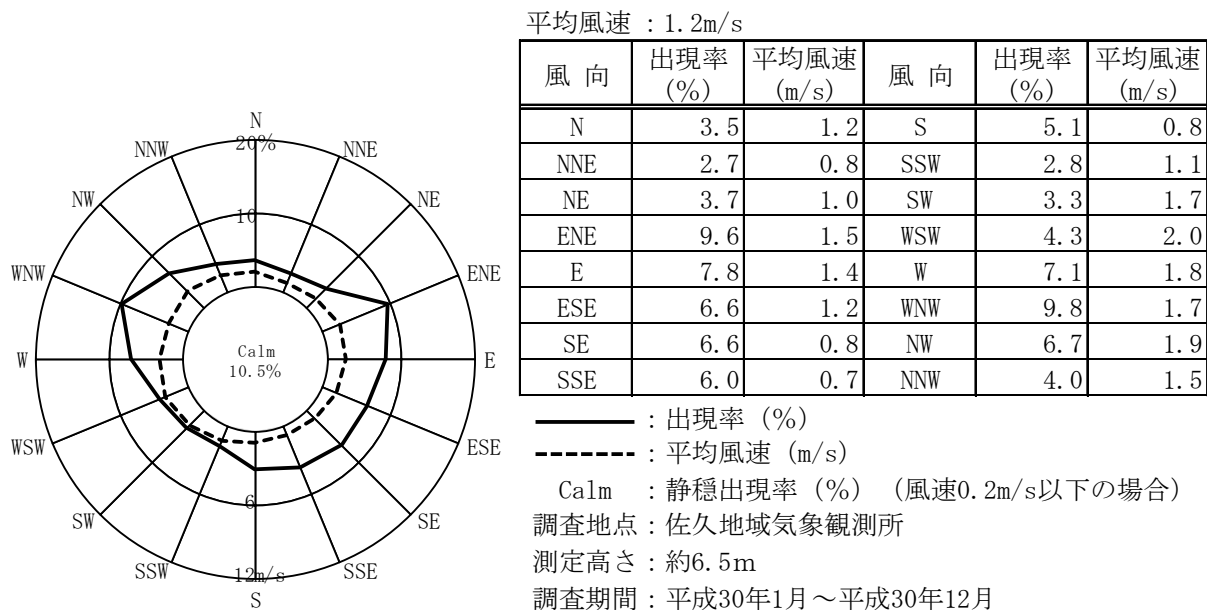 平均風速 ：1.2m/s
風 向 出現率(%) 平均風速(m/s) 風 向 出現率(%) 平均風速(m/s)
N 3.5 1.2 S 5.1 0.8
NNE 2.7 0.8 SSW 2.8 1.1
NE 3.7 1.0 SW 3.3 1.7
ENE 9.6 1.5 WSW 4.3 2.0
E 7.8 1.4 W 7.1 1.8
ESE 6.6 1.2 WNW 9.8 1.7
SE 6.6 0.8 NW 6.7 1.9
SSE 6.0 0.7 NNW 4.0 1.5
N
20%
NNW
NNE
NW
NE
10
WNW
ENE
W
Calm
10.5%
E
WSW
ESE
6
SW
SE
SSW
12m/s
SSE
S
：出現率（%）
：平均風速（m/s）
Calm ：静穏出現率（%）（風速0.2m/s以下の場合）
調査地点：佐久地域気象観測所
測定高さ：約6.5m
調査期間：平成30年1月～平成30年12月